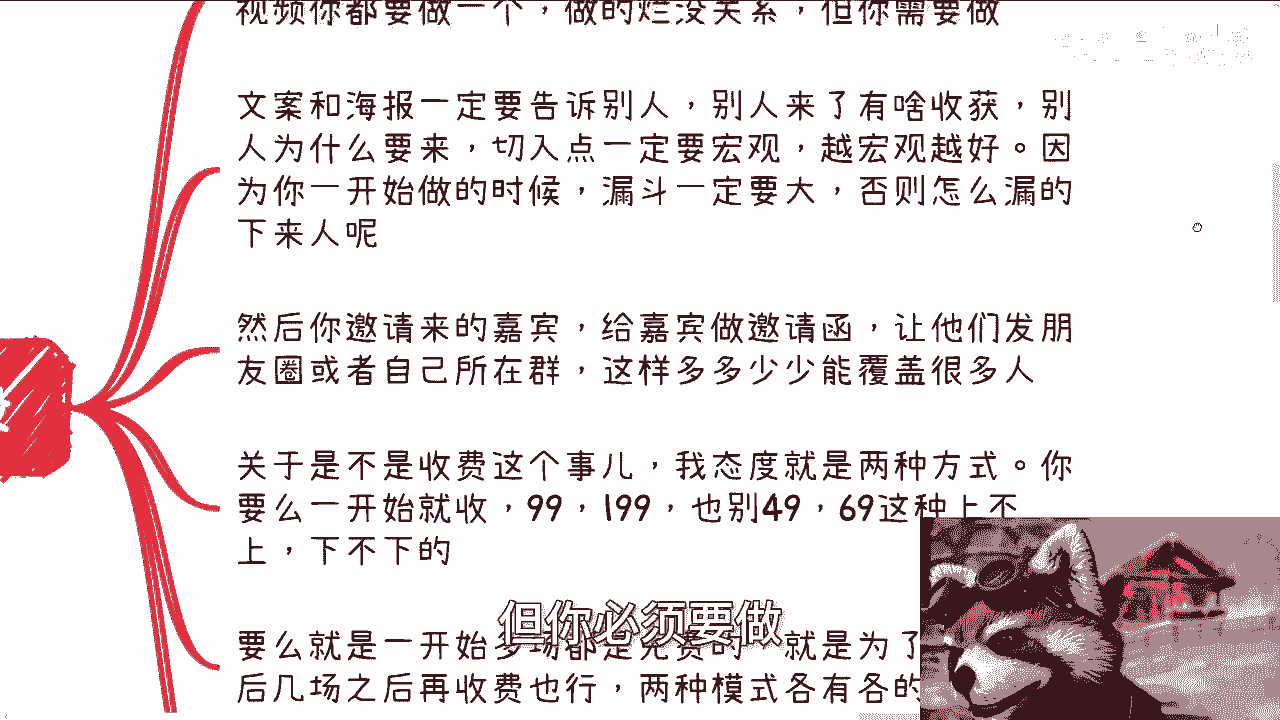 视频你都要做一个，做的烂没关系，但你需要做
文案和海报一定要告诉别人，别人来了有啥收获，别
人为什么要来，切入点一定要宏观，越宏观越好。因
为你一开始做的时候，漏斗一定要大，否则怎么漏的
下来人呢
然后你邀请来的嘉宾，给嘉宾做邀请函，让他们发朋
友圈或者自己所在群，这样多多少少能覆盖很多人
关于是不是收费这个事儿，我态度就是两种方式。你
要么一开始就收，99，199，也别49，69这种上不
上，下不下的
但你必须要做
要么就是一开始多场都是免费的 就是为了
后几场之后再收费也行，两种模式各有各的